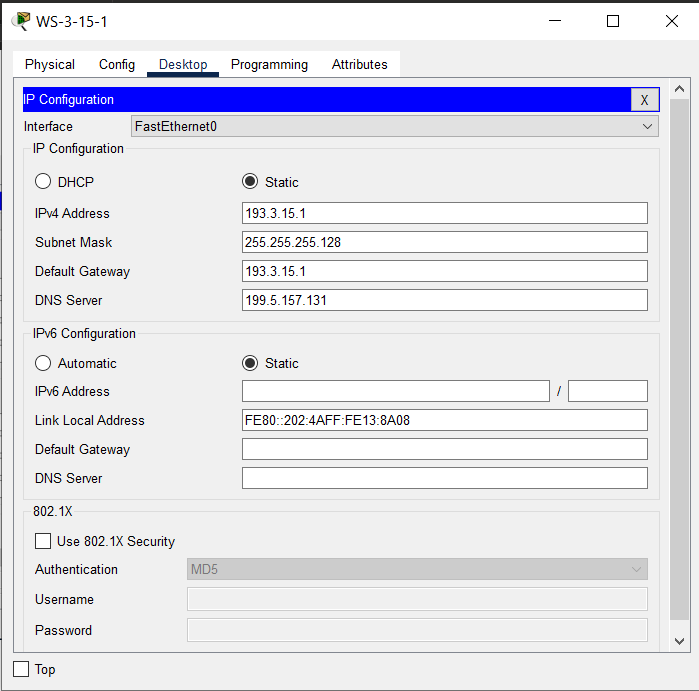 WS-3-15-1
Physical Config Desktop Programming Attributes
IP Configuration X
Interface FastEthernet0
IP Configuration
DHCP Static
IPv4 Address 193.3.15.1
Subnet Mask 255.255.255.128
Default Gateway 193.3.15.1
DNS Server 199.5.157.131
IPv6 Configuration
Automatic Static
IPv6 Address /
Link Local Address FE80::202:4AFF:FE13:8A08
Default Gateway
DNS Server
802.1X
Use 802.1X Security
Authentication MD5
Username
Password
Top